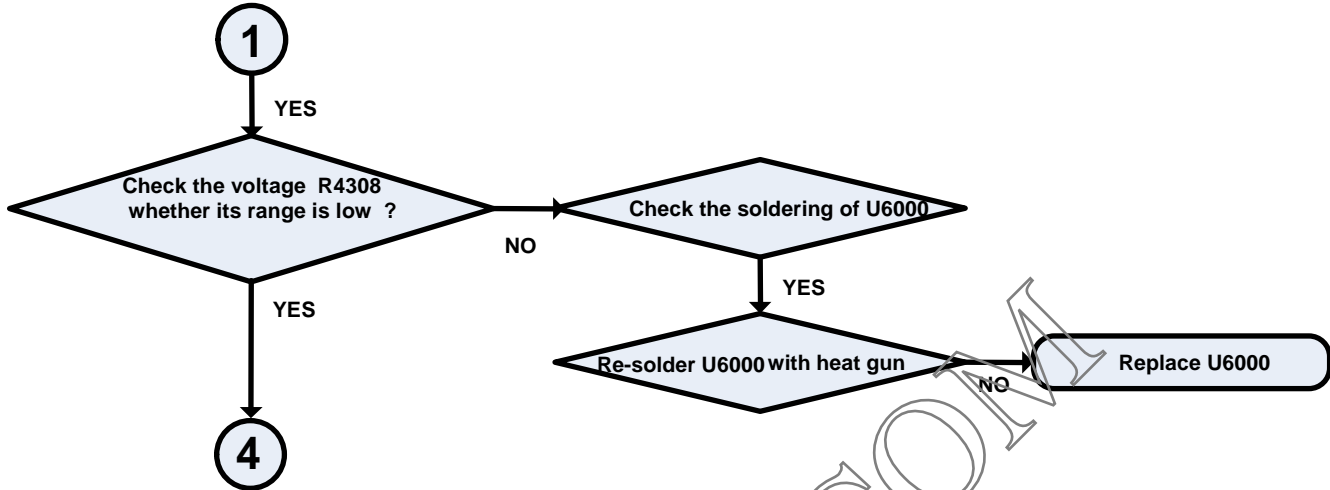 1
YES
Check the voltage R4308
whether its range is low ?
NO
Check the soldering of U6000
YES
YES
Re-solder U6000 with heat gun
NO
Replace U6000
4
COM